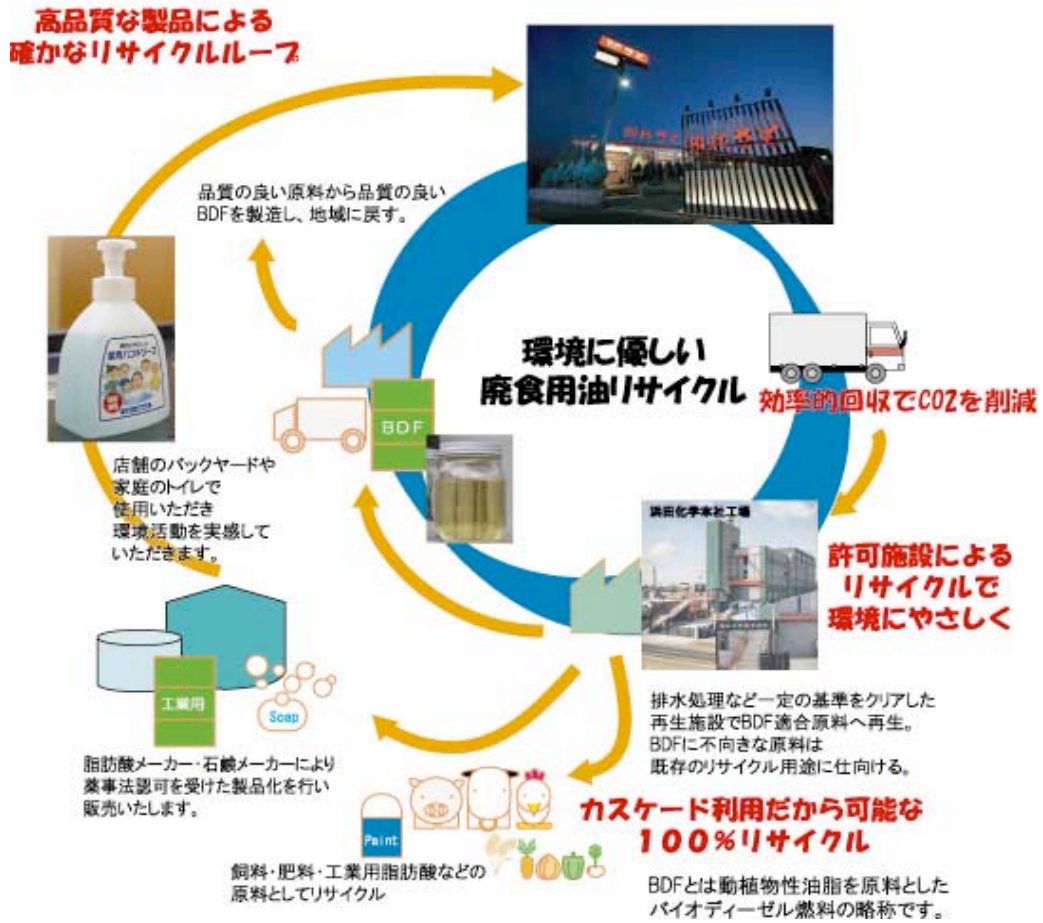 高品質な製品による
確かなリサイクルループ
品質の良い原料から品質の良い
BDFを製造し、地域に戻す。
環境に優しい
廃食用油リサイクル
効率的回収でCO2を削減
BDF
店舗のバックヤードや
家庭のトイレで
使用いただき
環境活動を実感して
いただきます。
浜田化学本社工場
許可施設による
リサイクルで
環境にやさしく
排水処理など一定の基準をクリアした
再生施設でBDF適合原料へ再生。
BDFに不向きな原料は
既存のリサイクル用途に仕向ける。
工業用
Soap
脂肪酸メーカー・石鹸メーカーにより
薬事法認可を受けた製品化を行い
販売いたします。
カスケード利用だから可能な
100%リサイクル
Paint
飼料・肥料・工業用脂肪酸などの
原料としてリサイクル
BDFとは動植物性油脂を原料とした
バイオディーゼル燃料の略称です。